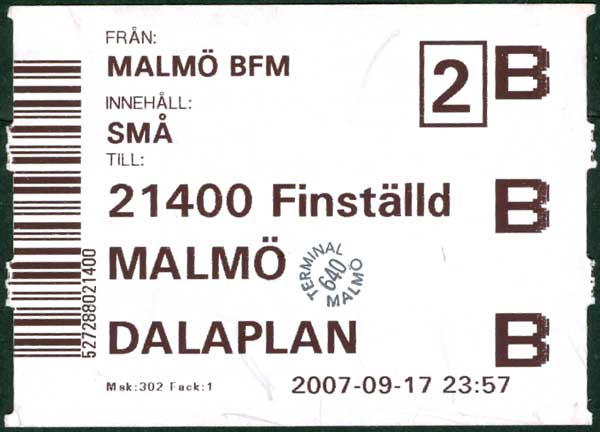 FRÅN:
MALMÖ BFM
2 B
INNEHÅLL:
SMÅ
TILL:
21400 Finställd
B
MALMÖ
TERMINAL
640
MALMÖ
DALAPLAN
B
Msk:302 Fack:1
2007-09-17 23:57
527288021400